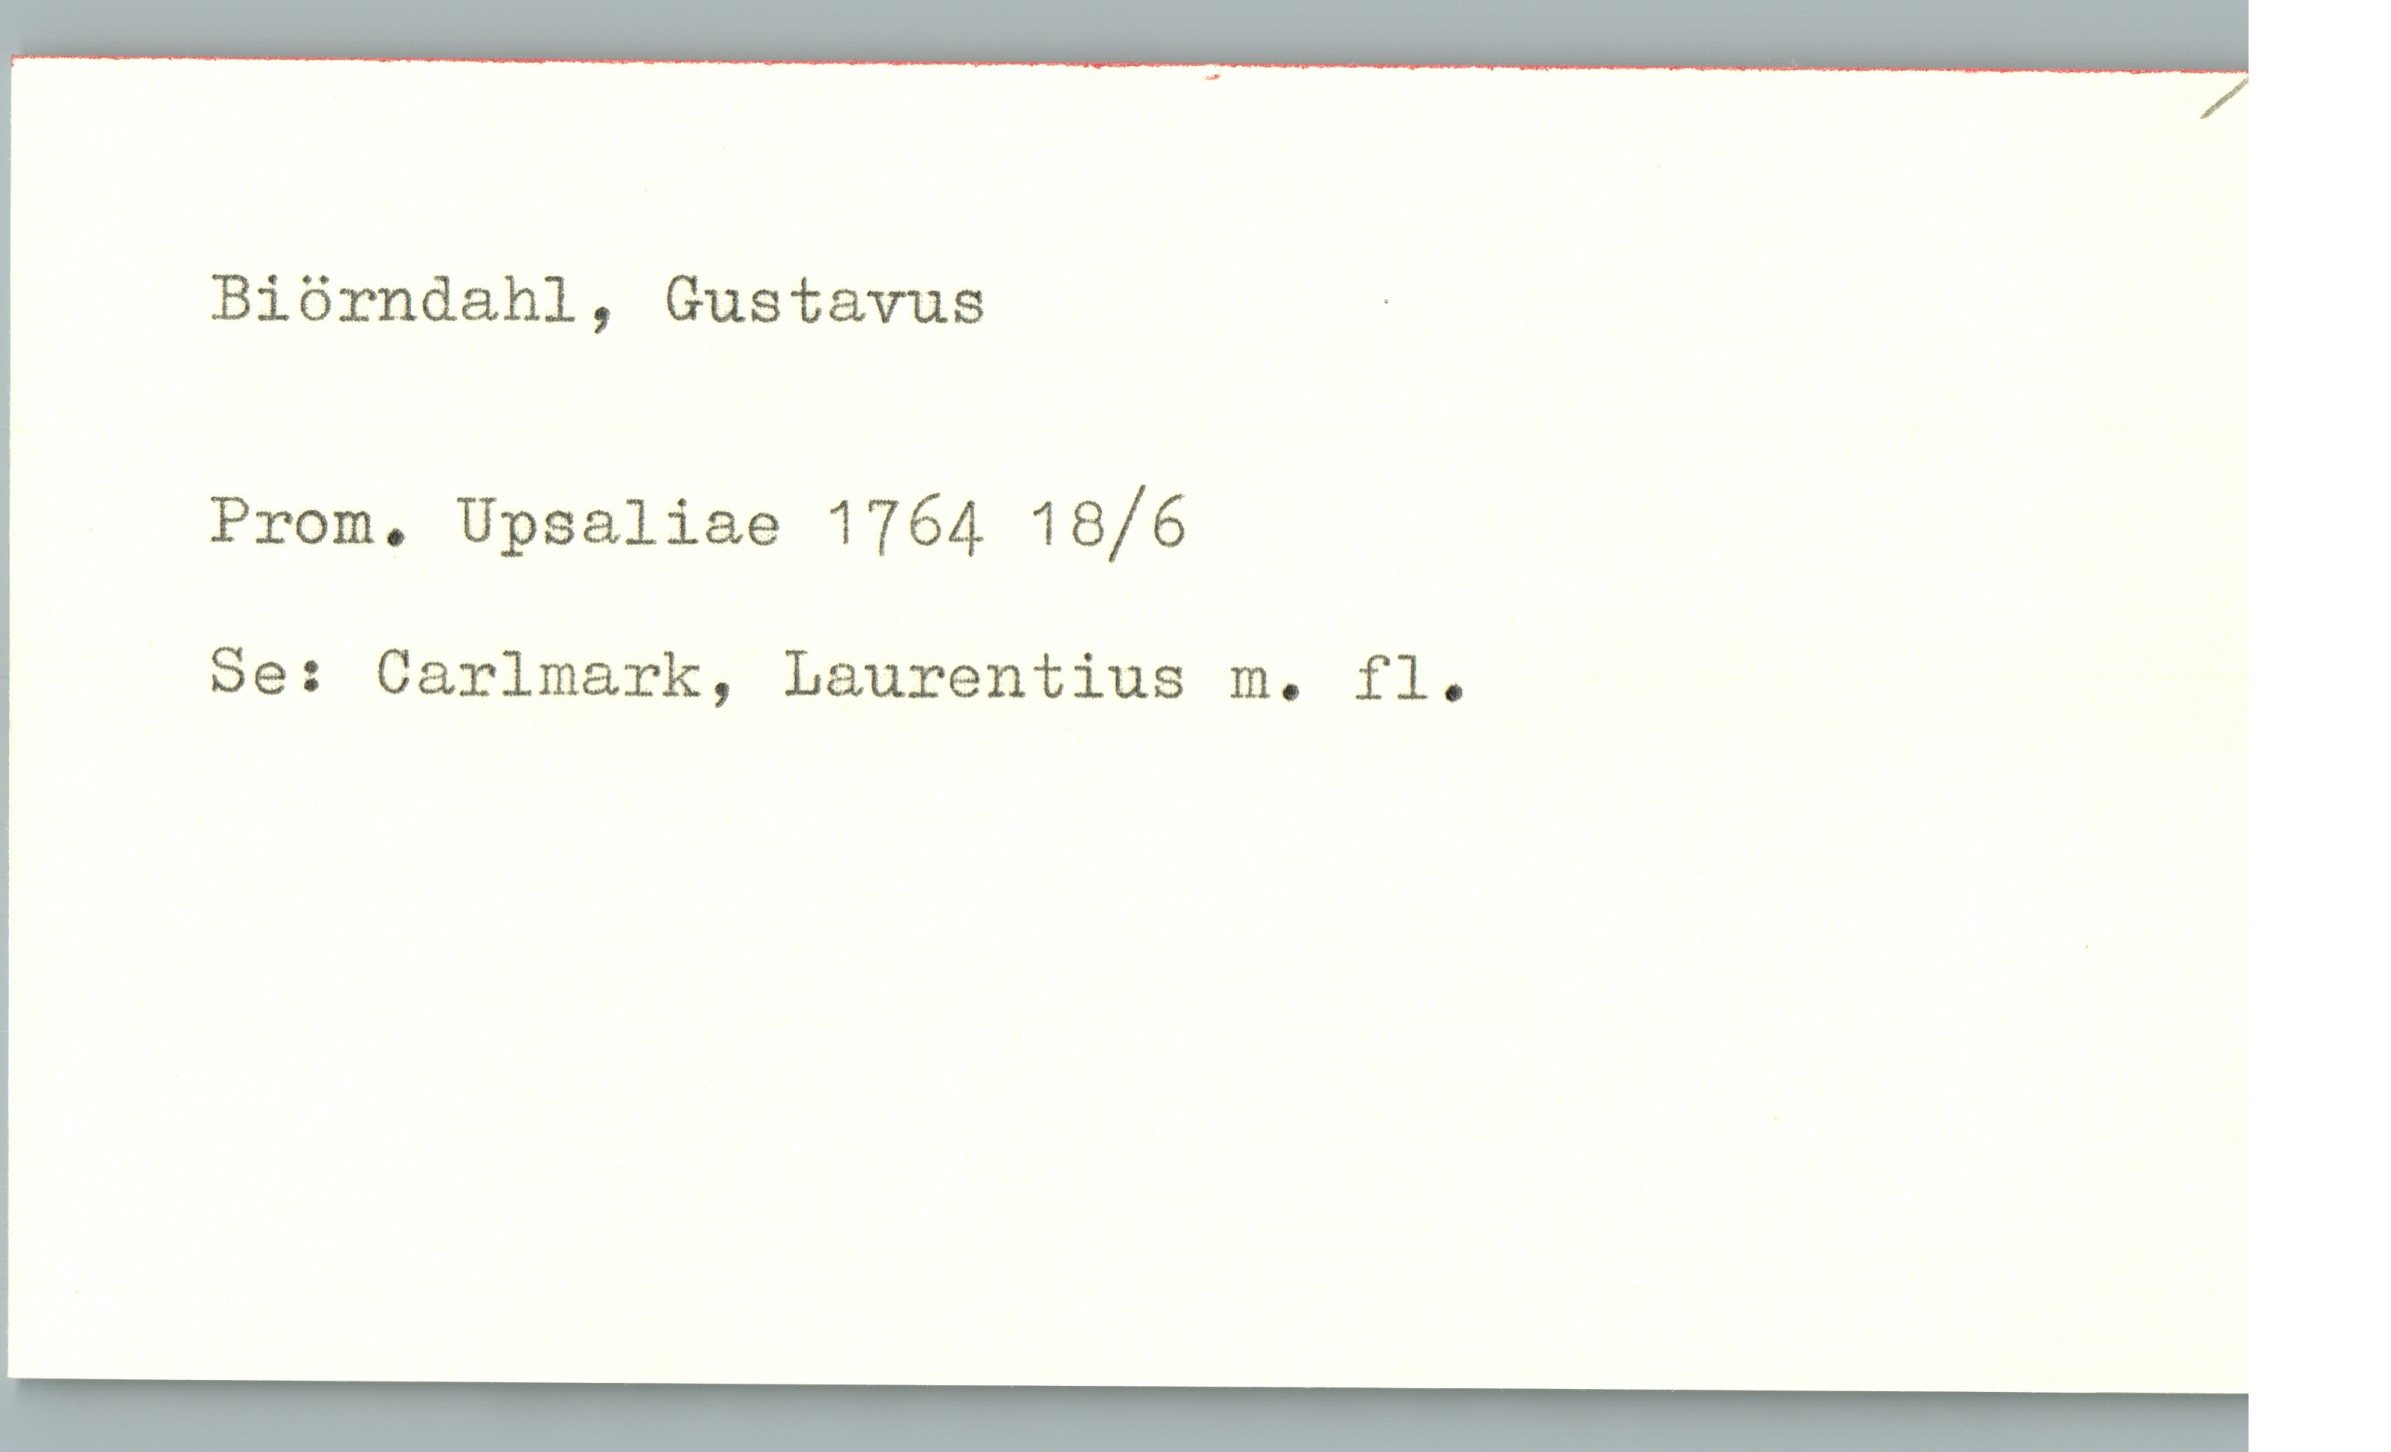 Biörndahl, Gustavus
Prom. Upsaliae 1764 18/6
Se: Carlmark, Laurentius m. fl.